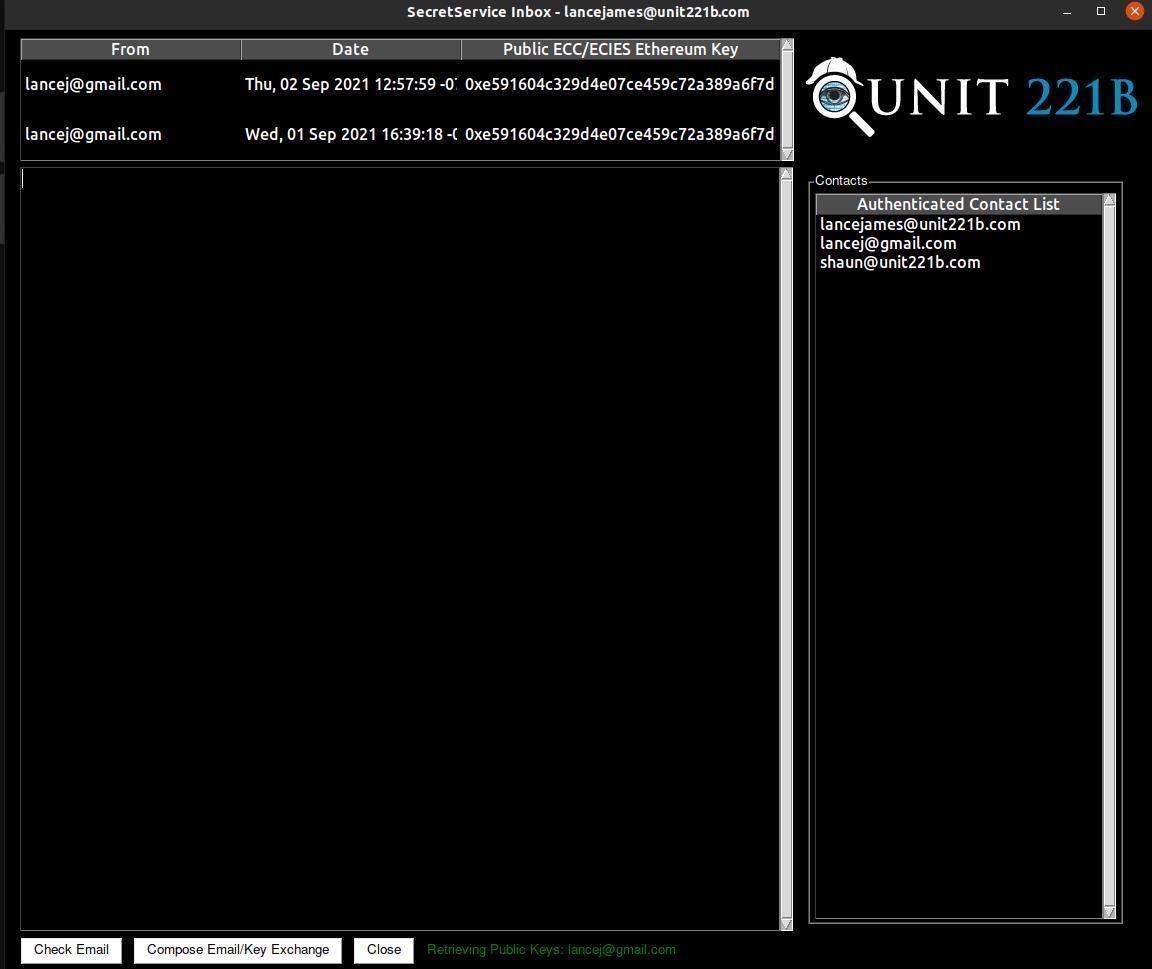 SecretService Inbox - lancejames@unit221b.com
From Date Public ECC/ECIES Ethereum Key
lancej@gmail.com Thu, 02 Sep 2021 12:57:59 -07 0xe591604c329d4e07ce459c72a389a6f7d
lancej@gmail.com Wed, 01 Sep 2021 16:39:18 -0 0xe591604c329d4e07ce459c72a389a6f7d
UNIT 221B
Contacts
Authenticated Contact List
lancejames@unit221b.com
lancej@gmail.com
shaun@unit221b.com
Check Email Compose Email/Key Exchange Close Retrieving Public Keys: lancej@gmail.com